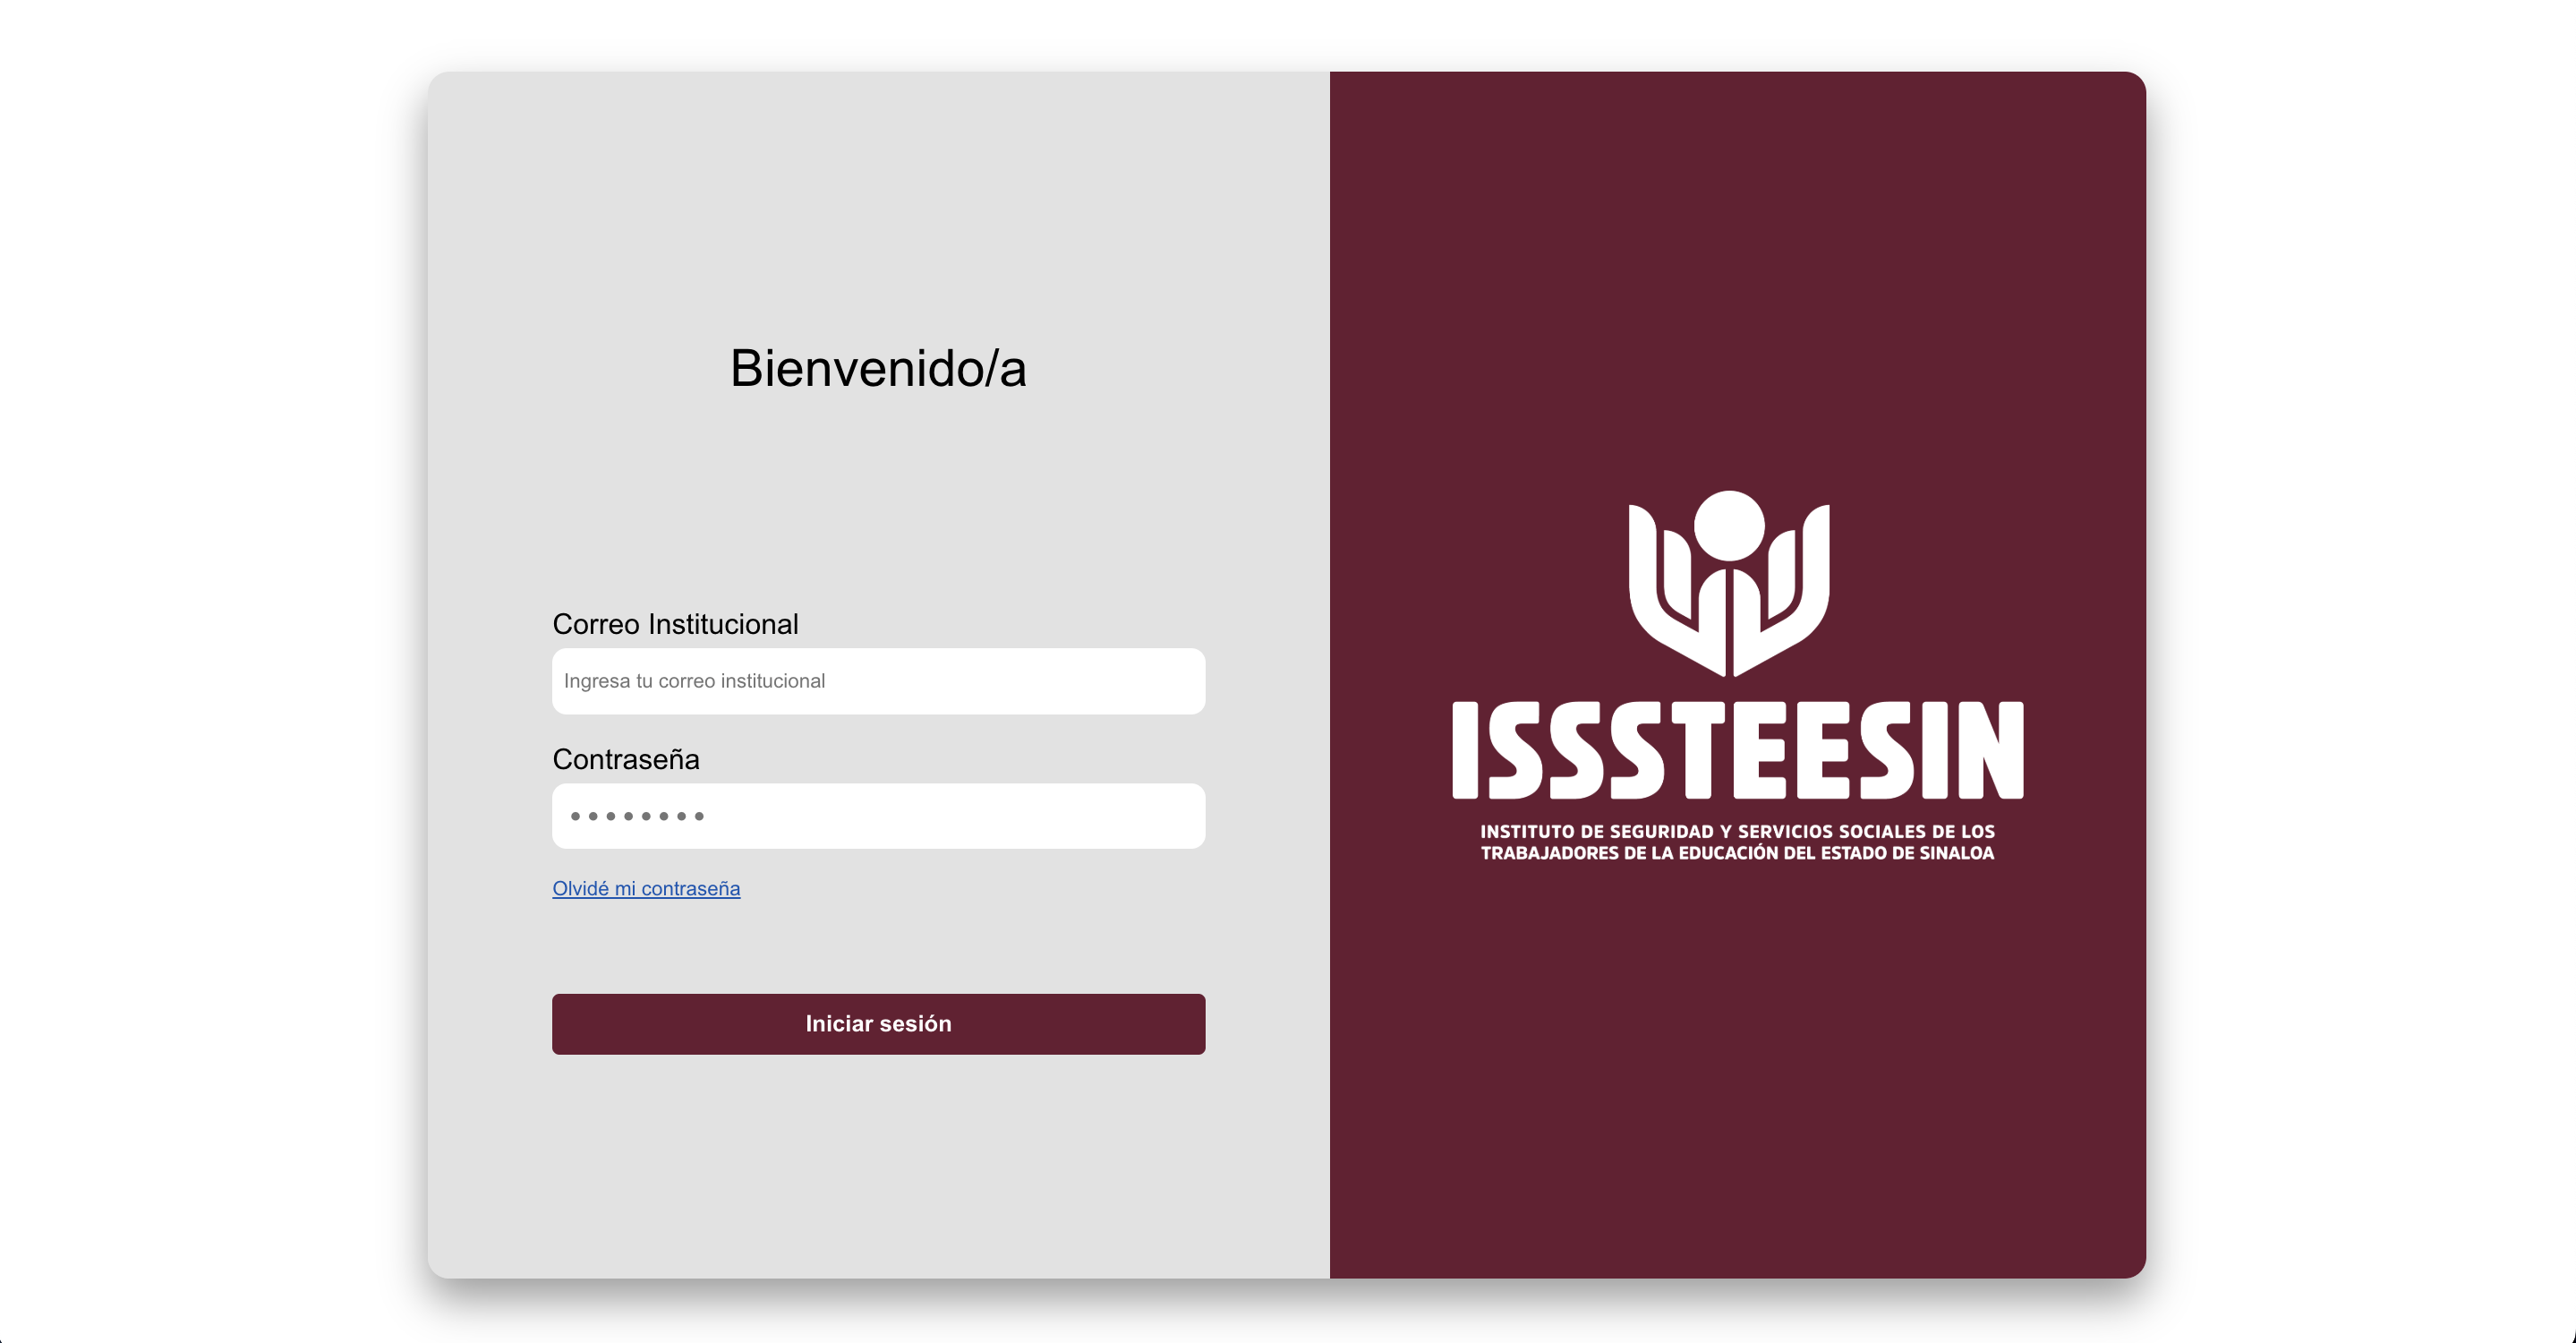 Bienvenido/a
Correo Institucional
Ingresa tu correo institucional
Contraseña
Olvidé mi contraseña
Iniciar sesión
ISSSTEESIN
INSTITUTO DE SEGURIDAD Y SERVICIOS SOCIALES DE LOS
TRABAJADORES DE LA EDUCACIÓN DEL ESTADO DE SINALOA